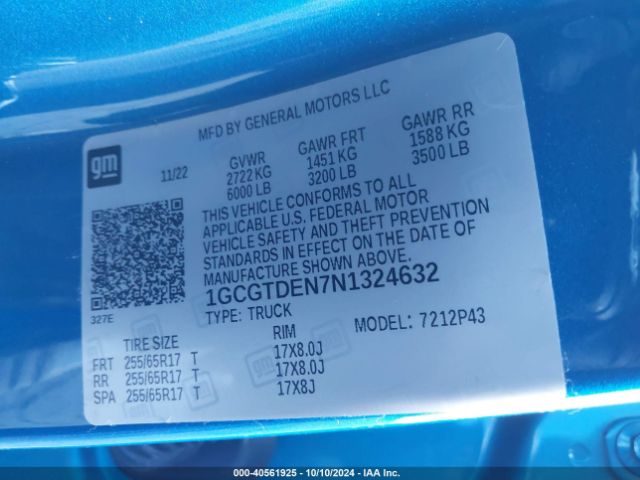 MFD BY GENERAL MOTORS LLC
gm
11/22
GVWR
2722 KG
6000 LB
GAWR FRT
1451 KG
3200 LB
GAWR RR
1588 KG
3500 LB
THIS VEHICLE CONFORMS TO ALL
APPLICABLE U.S. FEDERAL MOTOR
VEHICLE SAFETY AND THEFT PREVENTION
STANDARDS IN EFFECT ON THE DATE OF
MANUFACTURE SHOWN ABOVE.
327E
1GCGTDEN7N1324632
TYPE: TRUCK
MODEL: 7212P43
TIRE SIZE RIM
FRT 255/65R17 T 17X8.0J
RR 255/65R17 T 17X8.0J
SPA 255/65R17 T 17X8J
000-40561925 - 10/10/2024 - IAA Inc.